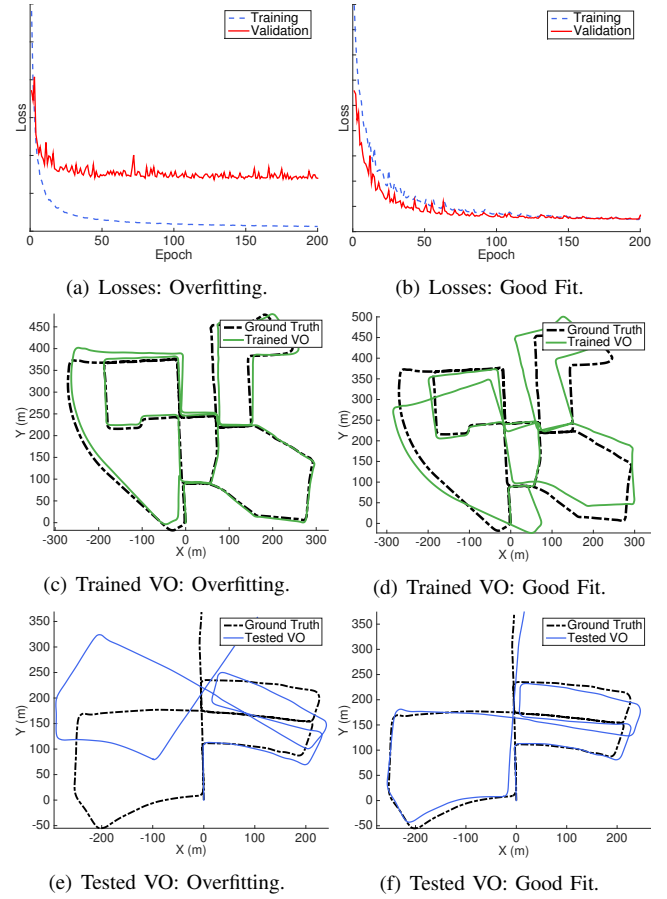 Training Training
Validation Validation
Loss Loss
0 50 100 150 200 0 50 100 150 200
Epoch Epoch
(a) Losses: Overfitting. (b) Losses: Good Fit.
Ground Truth Ground Truth
Trained VO Trained VO
450 500
400 450
350 400
300 350
250 300
200 250
150 200
100 150
50 100
0 50
0
Y (m) Y (m)
-300 -200 -100 0 100 200 300 -300 -200 -100 0 100 200 300
X (m) X (m)
(c) Trained VO: Overfitting. (d) Trained VO: Good Fit.
Ground Truth Ground Truth
Tested VO Tested VO
350 350
300 300
250 250
200 200
150 150
100 100
50 50
0 0
-50 -50
Y (m) Y (m)
-200 -100 0 100 200 -200 -100 0 100 200
X (m) X (m)
(e) Tested VO: Overfitting. (f) Tested VO: Good Fit.